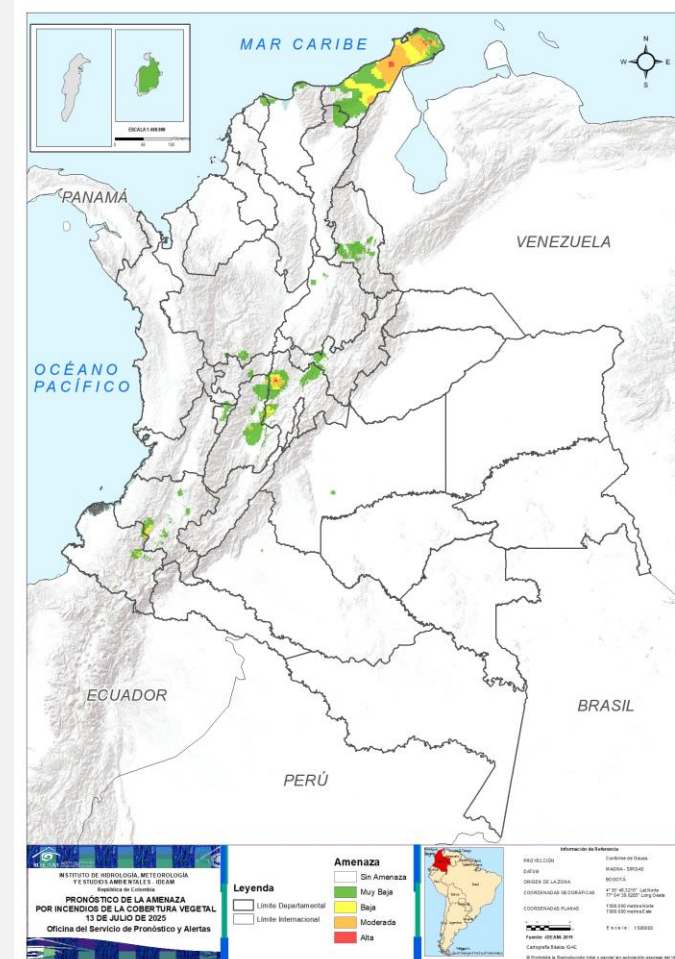 MAR CARIBE
N
W
E
S
ESCALA 1:400.000
PANAMÁ
VENEZUELA
OCÉANO
PACÍFICO
ECUADOR
BRASIL
PERÚ
IDEAM
INSTITUTO DE HIDROLOGÍA, METEOROLOGÍA
Y ESTUDIOS AMBIENTALES - IDEAM
República de Colombia
PRONÓSTICO DE LA AMENAZA
POR INCENDIOS DE LA COBERTURA VEGETAL
13 DE JULIO DE 2025
Oficina del Servicio de Pronóstico y Alertas
Leyenda
Límite Departamental
Límite Internacional
Amenaza
Sin Amenaza
Muy Baja
Baja
Moderada
Alta
Información de Referencia
PROYECCIÓN
Conforme de Gauss
DATUM
MAGNA - SIRGAS
ORIGEN DE LA ZONA
BOGOTÁ
COORDENADAS GEOGRÁFICAS
COORDENADAS PLANAS
Fuente: IDEAM
Cartografía Básica IGAC